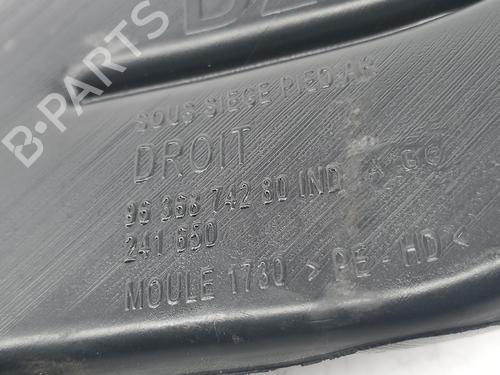 B-PARTS
SOUS-SIEGE PIED-AR
DROIT
96 368 742 80 IND
241 650
MOULE 1730 >PE-HD<